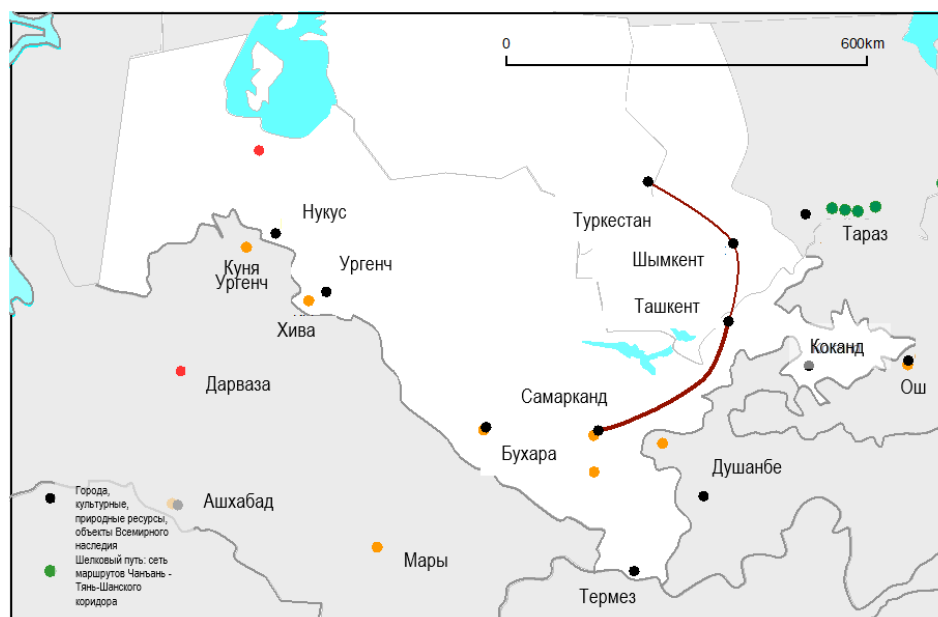 0 600km
Туркестан
Тараз
Нукус
Шымкент
Куня
Ургенч
Ургенч
Ташкент
Хива
Коканд
Дарваза
Самарканд
Ош
Бухара
Душанбе
Ашхабад
Мары
Термез
Города,
культурные,
природные ресурсы,
объекты Всемирного
наследия
Шелковый путь: сеть
маршрутов Чанъань -
Тянь-Шанского
коридора